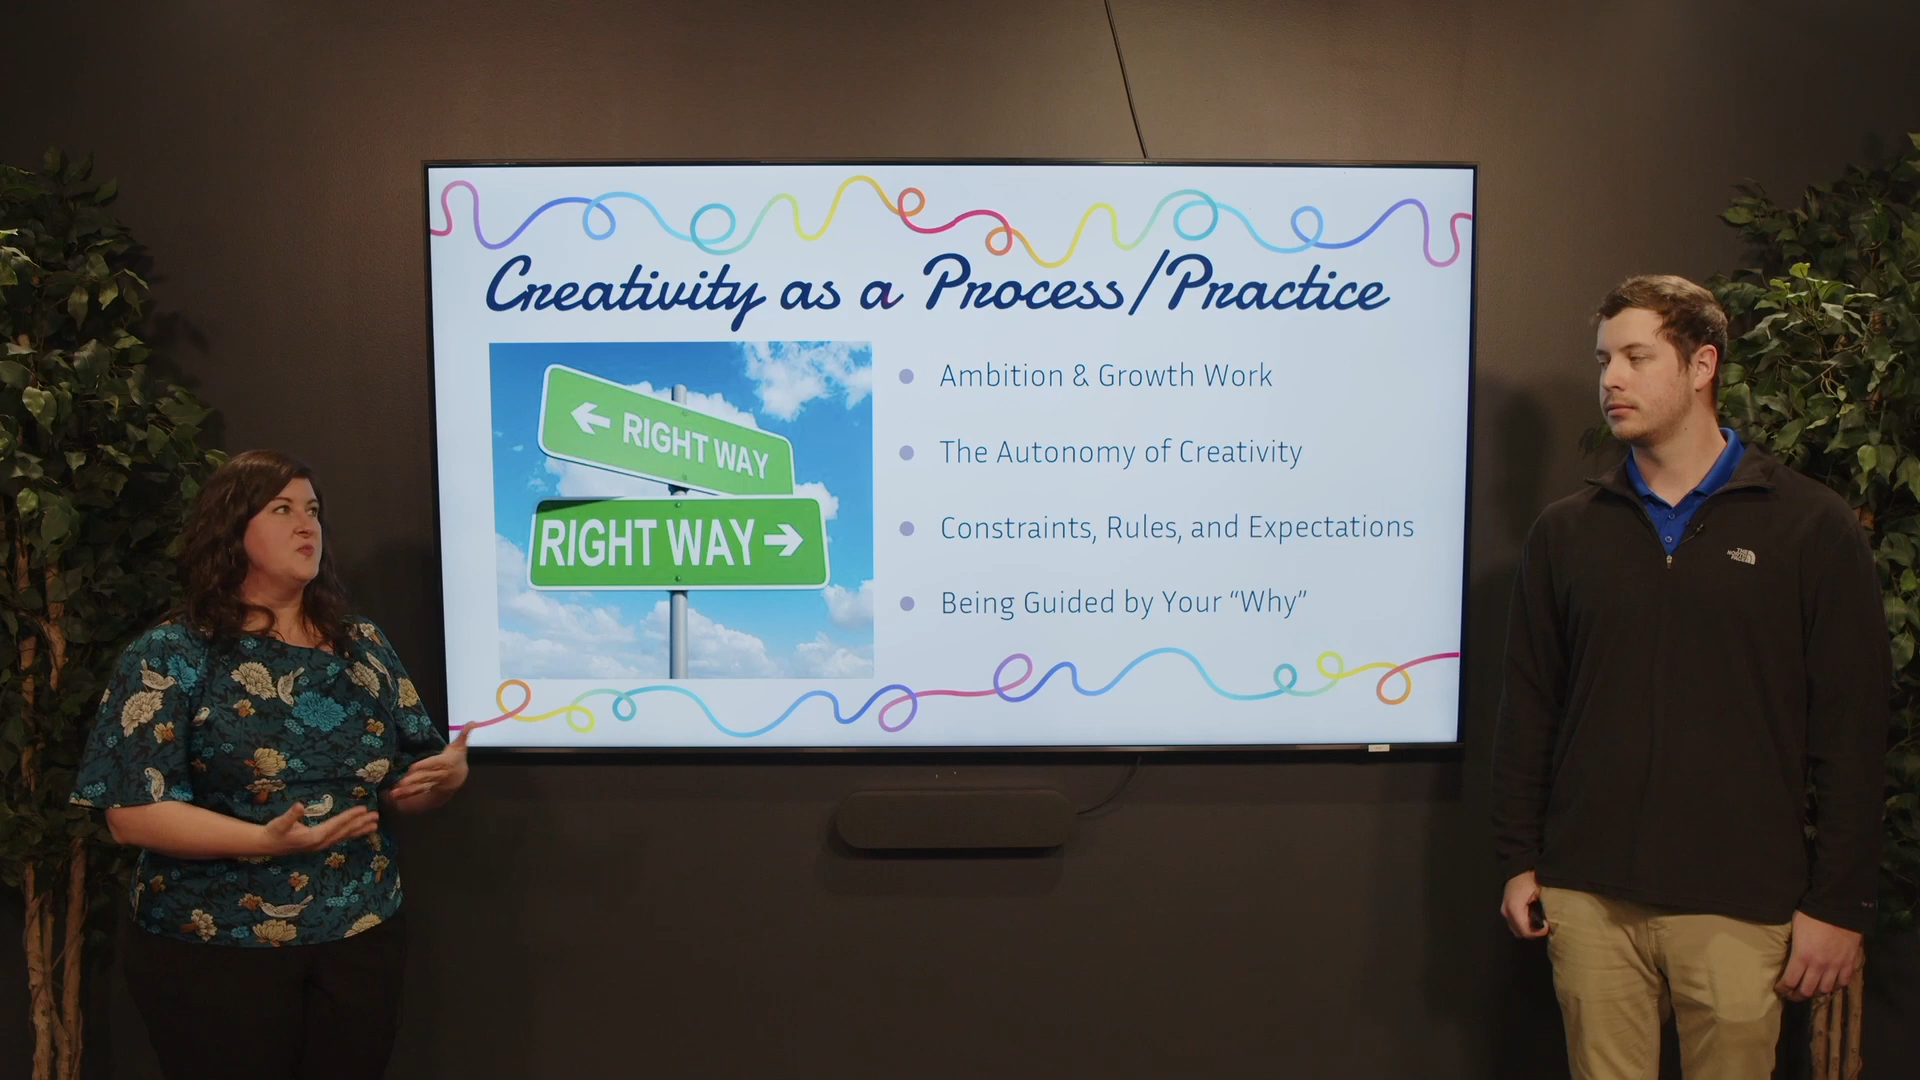 Creativity as a Process/Practice
← RIGHT WAY
RIGHT WAY →
Ambition & Growth Work
The Autonomy of Creativity
Constraints, Rules, and Expectations
Being Guided by Your “Why”
THE
NORTH
FACE